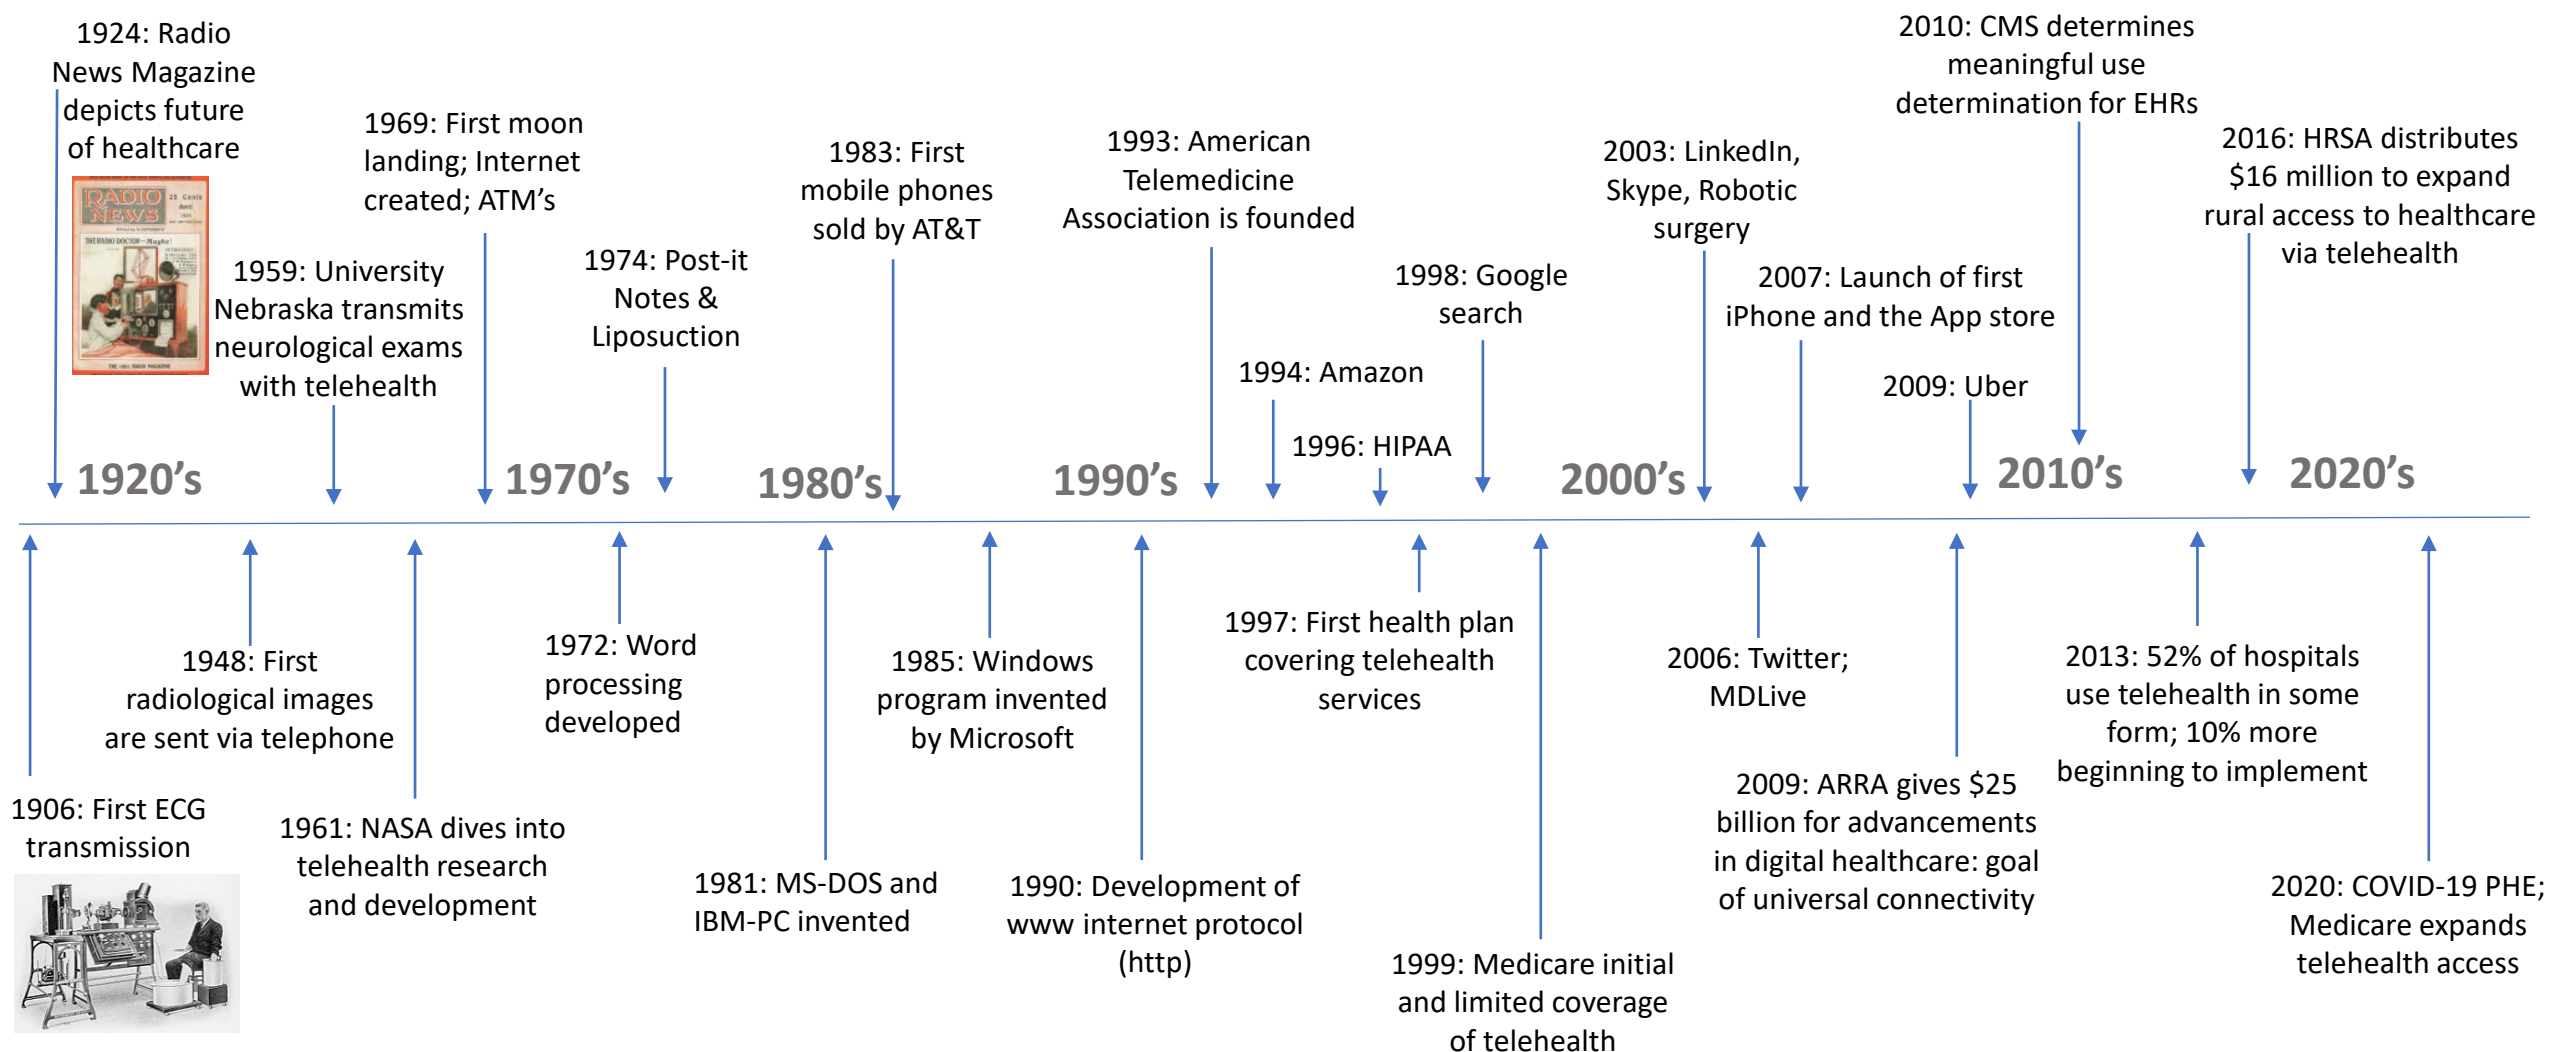 1924: Radio
News Magazine
depicts future
of healthcare
RADIO
NEWS
25 Cents
April
THE RADIO DOCTOR—Maybe!
1959: University
Nebraska transmits
neurological exams
with telehealth
1969: First moon
landing; Internet
created; ATM's
1974: Post-it
Notes &
Liposuction
1983: First
mobile phones
sold by AT&T
1993: American
Telemedicine
Association is founded
1994: Amazon
1996: HIPAA
1998: Google
search
2003: LinkedIn,
Skype, Robotic
surgery
2007: Launch of first
iPhone and the App store
2009: Uber
2010: CMS determines
meaningful use
determination for EHRs
2016: HRSA distributes
$16 million to expand
rural access to healthcare
via telehealth
1920's
1970's
1980's
1990's
2000's
2010's
2020's
1906: First ECG
transmission
1948: First
radiological images
are sent via telephone
1961: NASA dives into
telehealth research
and development
1972: Word
processing
developed
1981: MS-DOS and
IBM-PC invented
1985: Windows
program invented
by Microsoft
1990: Development of
www internet protocol
(http)
1997: First health plan
covering telehealth
services
1999: Medicare initial
and limited coverage
of telehealth
2006: Twitter;
MDLive
2009: ARRA gives $25
billion for advancements
in digital healthcare: goal
of universal connectivity
2013: 52% of hospitals
use telehealth in some
form; 10% more
beginning to implement
2020: COVID-19 PHE;
Medicare expands
telehealth access